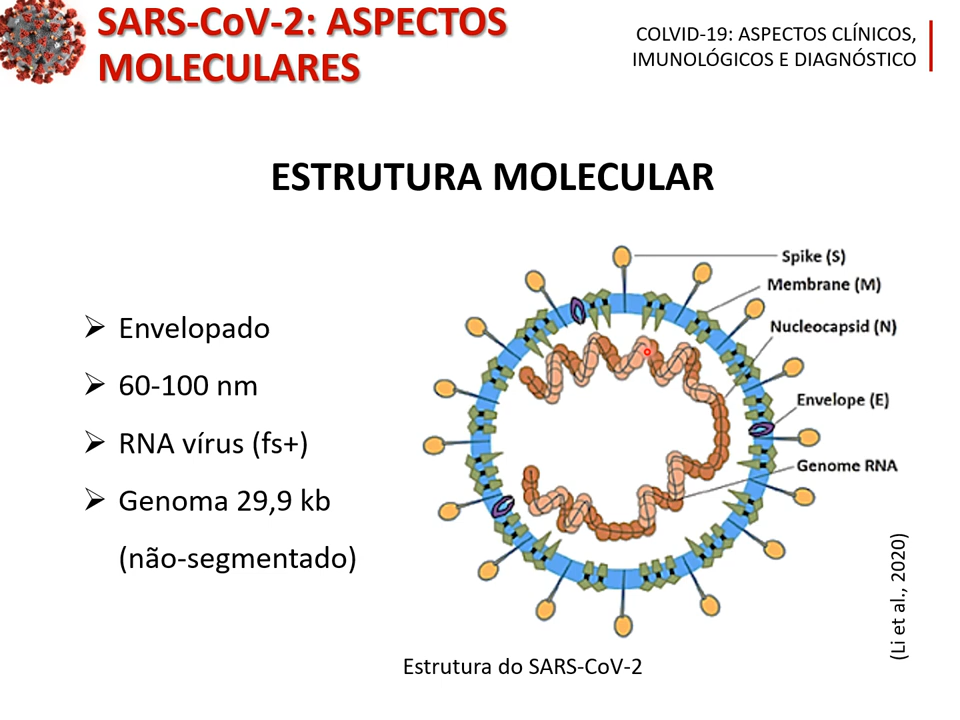 SARS-CoV-2: ASPECTOS
MOLECULARES
COLVID-19: ASPECTOS CLÍNICOS,
IMUNOLÓGICOS E DIAGNÓSTICO
ESTRUTURA MOLECULAR
Envelopado
60-100 nm
RNA vírus (fs+)
Genoma 29,9 kb
(não-segmentado)
Spike (S)
Membrane (M)
Nucleocapsid (N)
Envelope (E)
Genome RNA
(Li et al., 2020)
Estrutura do SARS-CoV-2